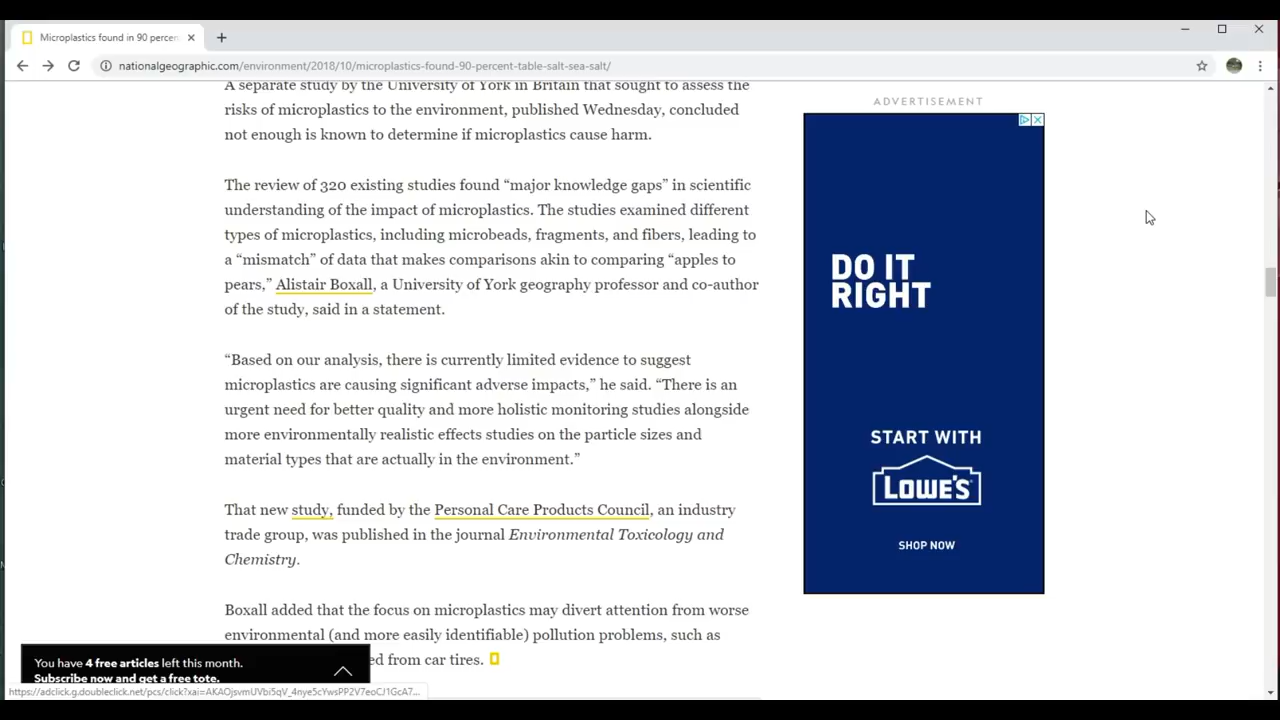 Microplastics found in 90 percen
nationalgeographic.com/environment/2018/10/microplastics-found-90-percent-table-salt-sea-salt/
A separate study by the University of York in Britain that sought to assess the
risks of microplastics to the environment, published Wednesday, concluded
not enough is known to determine if microplastics cause harm.
The review of 320 existing studies found “major knowledge gaps” in scientific
understanding of the impact of microplastics. The studies examined different
types of microplastics, including microbeads, fragments, and fibers, leading to
a “mismatch” of data that makes comparisons akin to comparing “apples to
pears,” Alistair Boxall, a University of York geography professor and co-author
of the study, said in a statement.
“Based on our analysis, there is currently limited evidence to suggest
microplastics are causing significant adverse impacts,” he said. “There is an
urgent need for better quality and more holistic monitoring studies alongside
more environmentally realistic effects studies on the particle sizes and
material types that are actually in the environment.”
That new study, funded by the Personal Care Products Council, an industry
trade group, was published in the journal Environmental Toxicology and
Chemistry.
Boxall added that the focus on microplastics may divert attention from worse
environmental (and more easily identifiable) pollution problems, such as
ed from car tires.
ADVERTISEMENT
DO IT
RIGHT
START WITH
LOWE'S
SHOP NOW
You have 4 free articles left this month.
Subscribe now and get a free tote.